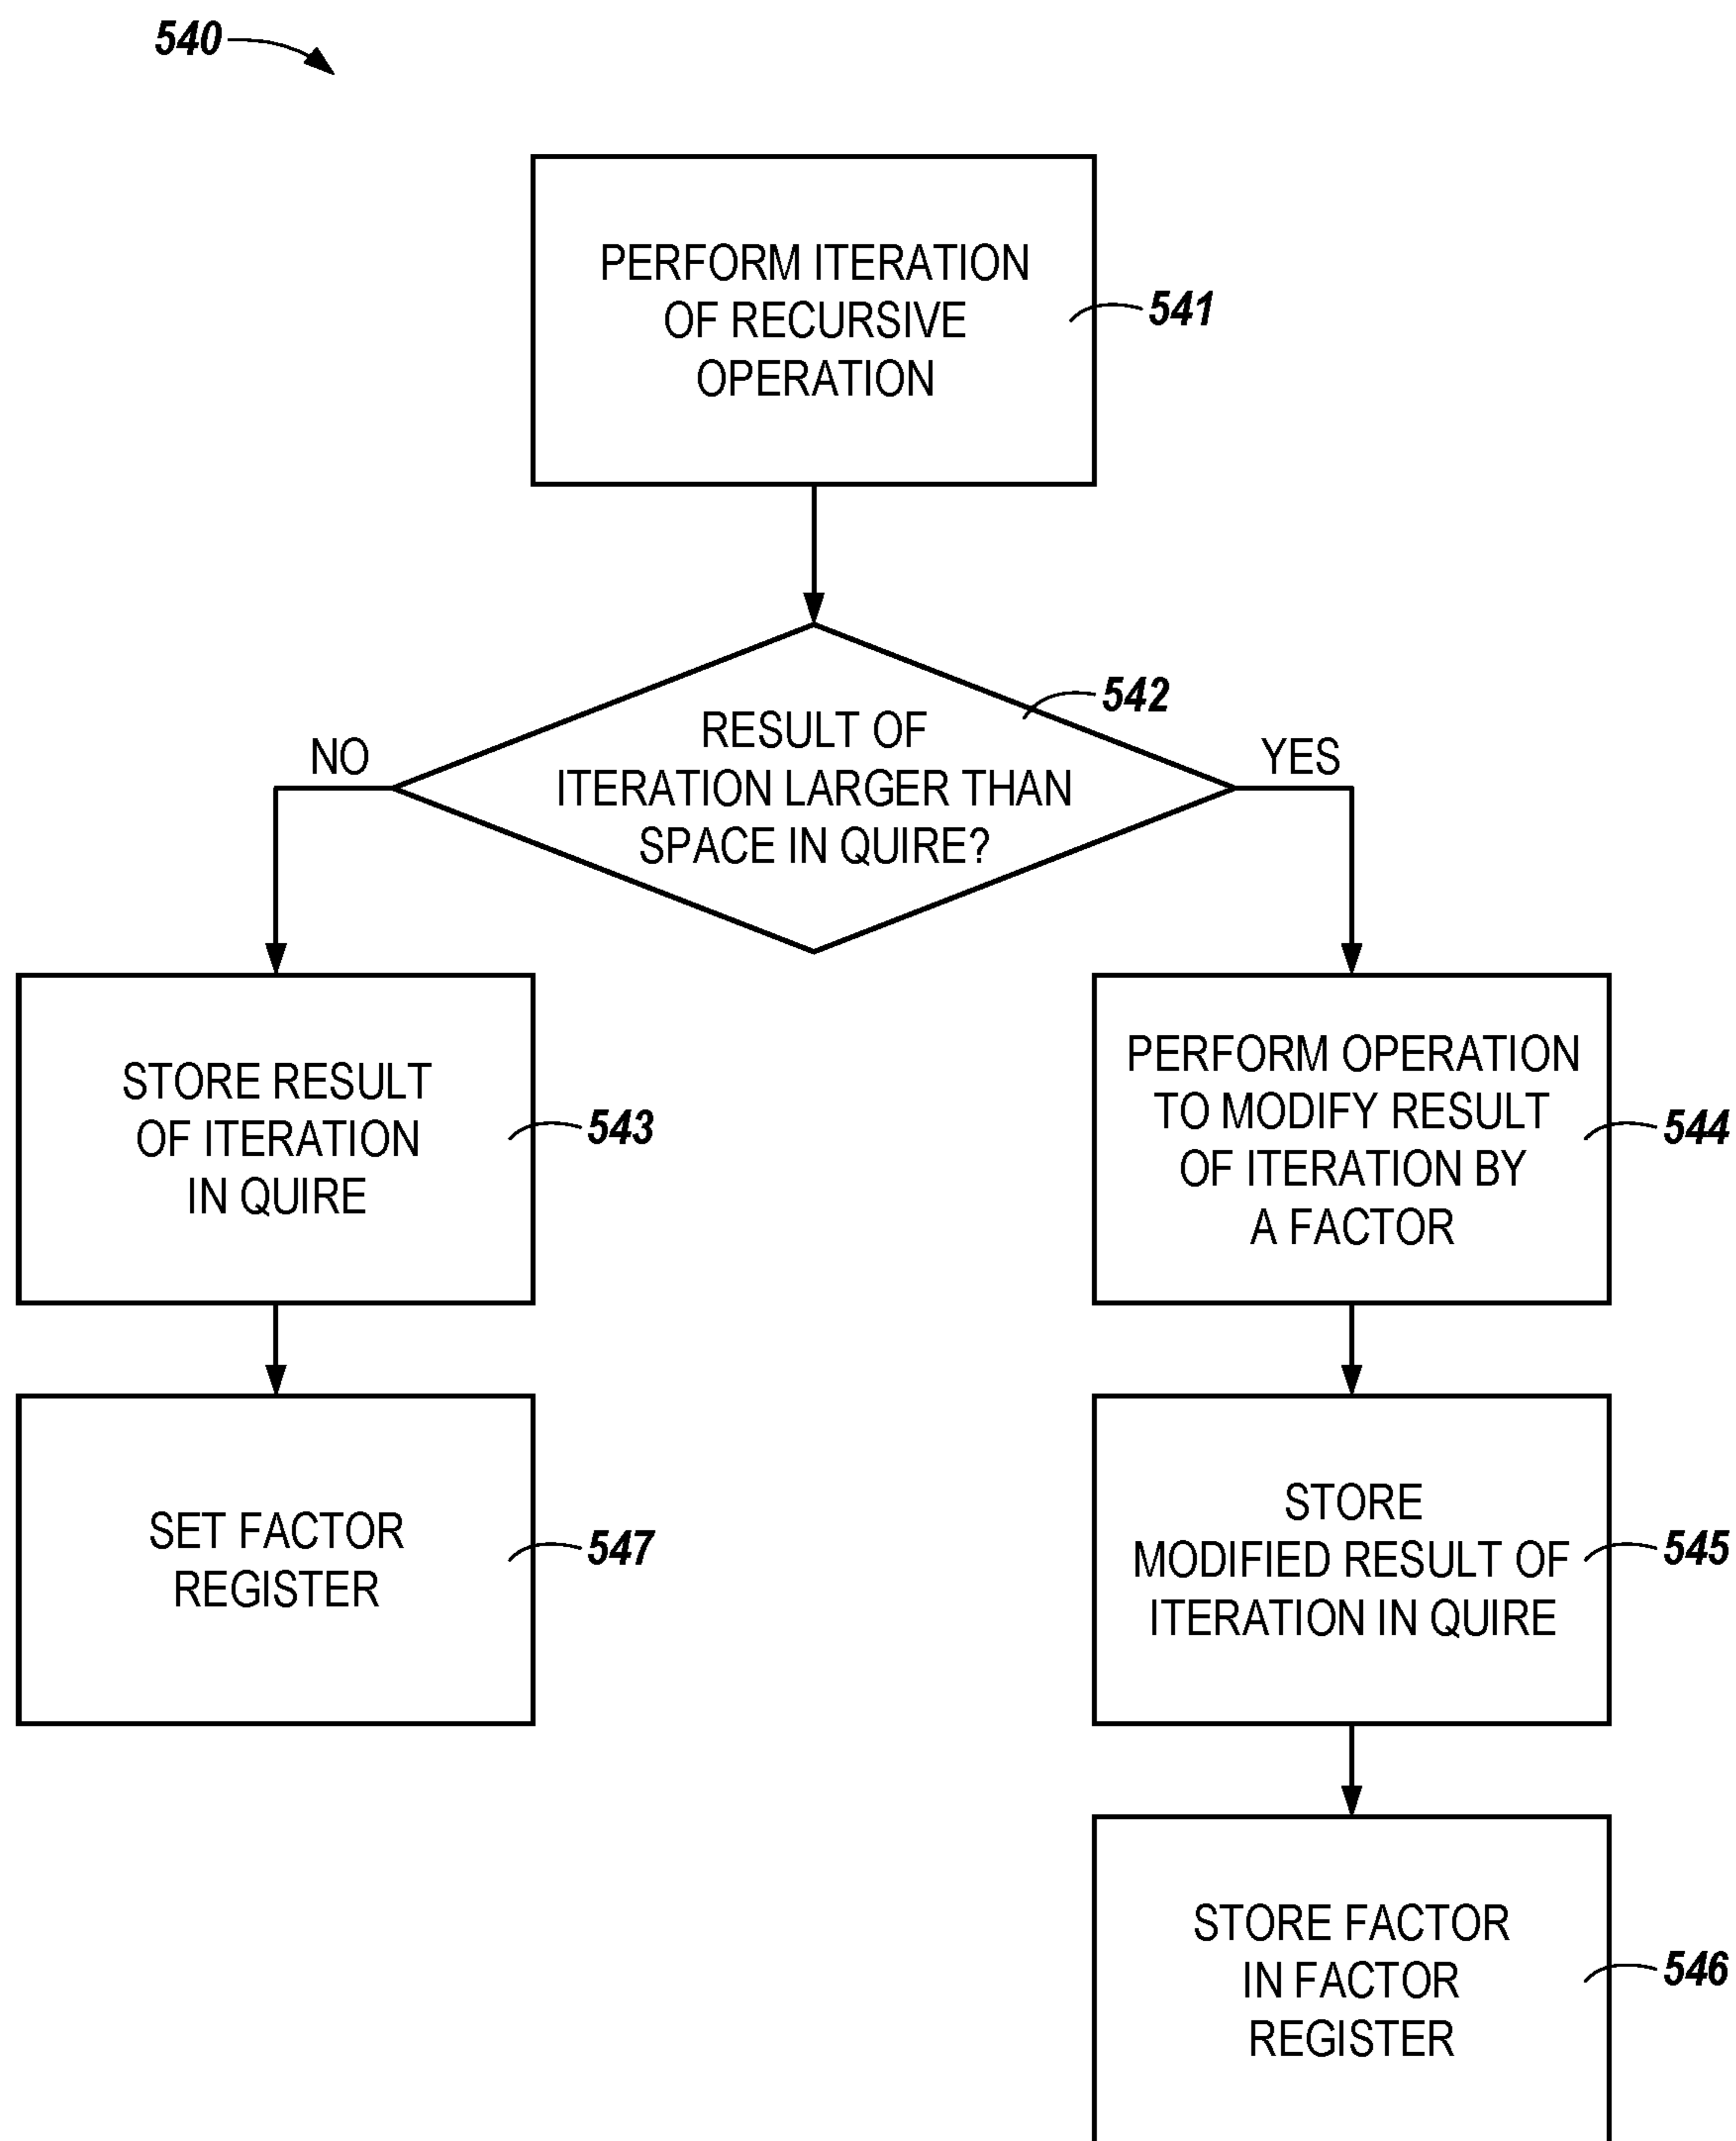 540
PERFORM ITERATION
OF RECURSIVE
OPERATION
541
542
RESULT OF
ITERATION LARGER THAN
SPACE IN QUIRE?
NO
YES
STORE RESULT
OF ITERATION
IN QUIRE
543
PERFORM OPERATION
TO MODIFY RESULT
OF ITERATION BY
A FACTOR
544
SET FACTOR
REGISTER
547
STORE
MODIFIED RESULT OF
ITERATION IN QUIRE
545
STORE FACTOR
IN FACTOR
REGISTER
546